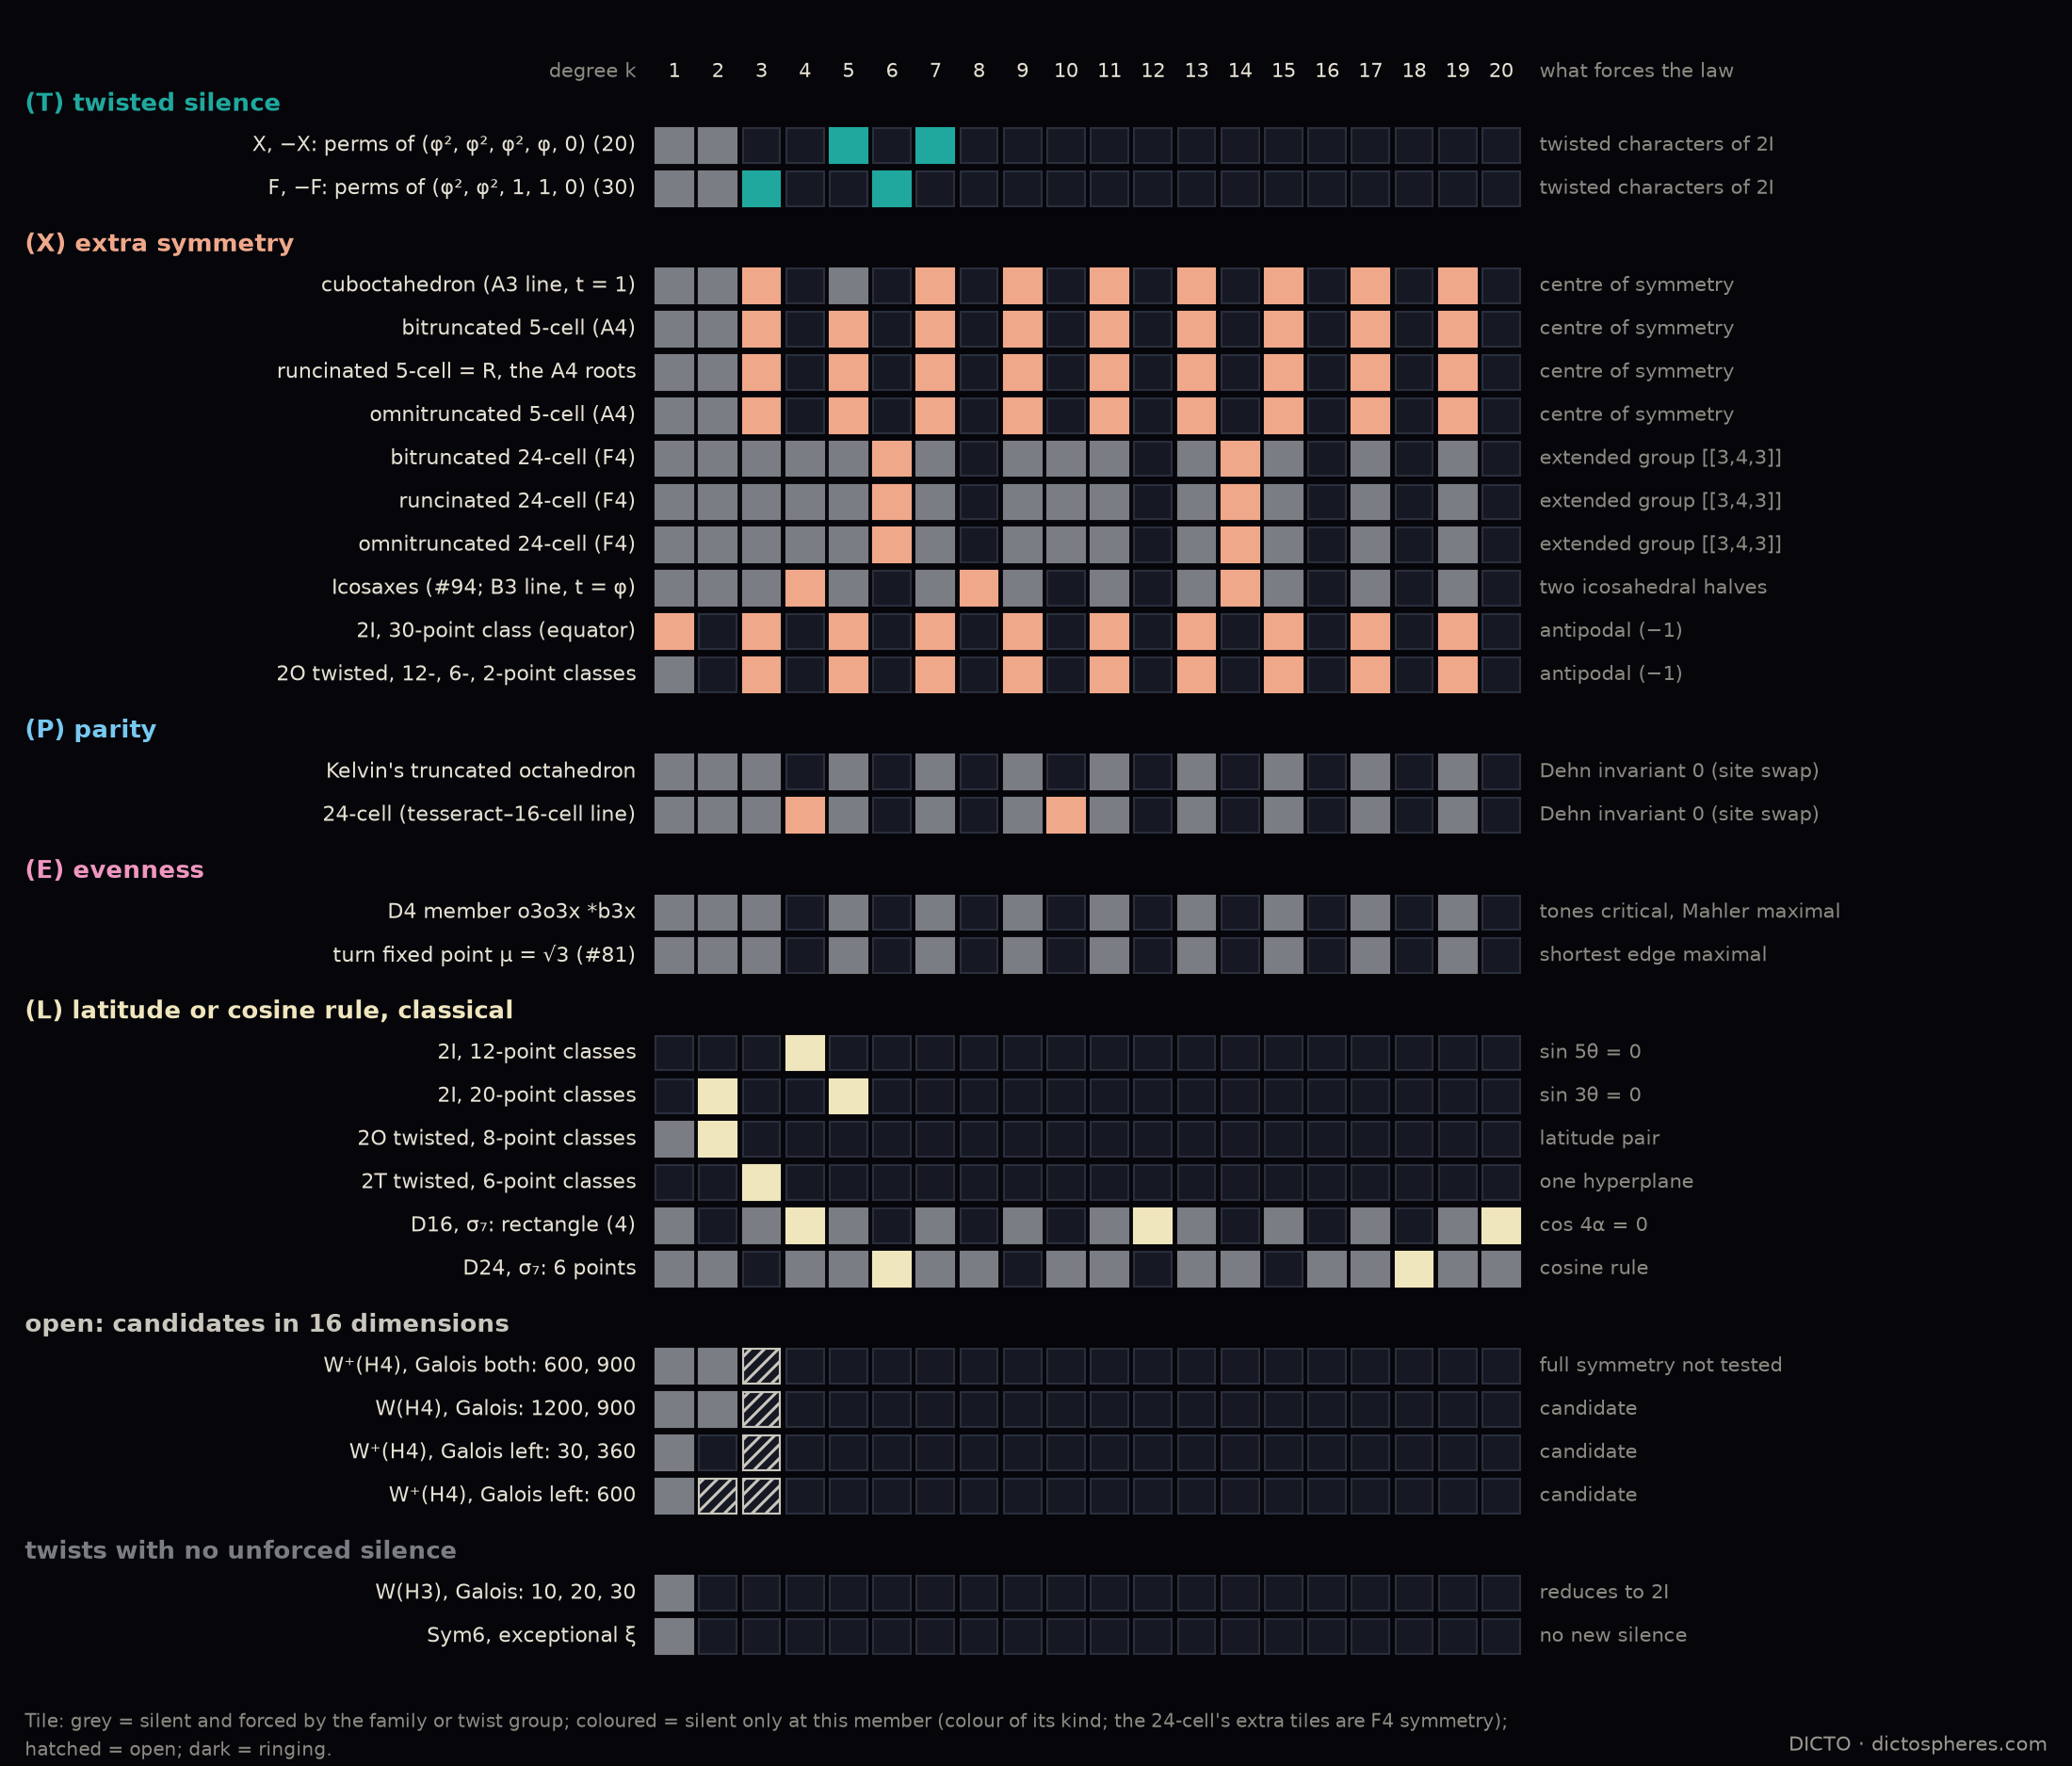 degree k 1 2 3 4 5 6 7 8 9 10 11 12 13 14 15 16 17 18 19 20 what forces the law
(T) twisted silence
X, −X: perms of (φ², φ², φ², φ, 0) (20) twisted characters of 2I
F, −F: perms of (φ², φ², 1, 1, 0) (30) twisted characters of 2I
(X) extra symmetry
cuboctahedron (A3 line, t = 1) centre of symmetry
bitruncated 5-cell (A4) centre of symmetry
runcinated 5-cell = R, the A4 roots centre of symmetry
omnitruncated 5-cell (A4) centre of symmetry
bitruncated 24-cell (F4) extended group [[3,4,3]]
runcinated 24-cell (F4) extended group [[3,4,3]]
omnitruncated 24-cell (F4) extended group [[3,4,3]]
Icosaxes (#94; B3 line, t = φ) two icosahedral halves
2I, 30-point class (equator) antipodal (−1)
2O twisted, 12-, 6-, 2-point classes antipodal (−1)
(P) parity
Kelvin's truncated octahedron Dehn invariant 0 (site swap)
24-cell (tesseract–16-cell line) Dehn invariant 0 (site swap)
(E) evenness
D4 member o3o3x *b3x tones critical, Mahler maximal
turn fixed point μ = √3 (#81) shortest edge maximal
(L) latitude or cosine rule, classical
2I, 12-point classes sin 5θ = 0
2I, 20-point classes sin 3θ = 0
2O twisted, 8-point classes latitude pair
2T twisted, 6-point classes one hyperplane
D16, σ₇: rectangle (4) cos 4α = 0
D24, σ₇: 6 points cosine rule
open: candidates in 16 dimensions
W⁺(H4), Galois both: 600, 900 full symmetry not tested
W(H4), Galois: 1200, 900 candidate
W⁺(H4), Galois left: 30, 360 candidate
W⁺(H4), Galois left: 600 candidate
twists with no unforced silence
W(H3), Galois: 10, 20, 30 reduces to 2I
Sym6, exceptional ξ no new silence
Tile: grey = silent and forced by the family or twist group; coloured = silent only at this member (colour of its kind; the 24-cell's extra tiles are F4 symmetry);
hatched = open; dark = ringing.
DICTO · dictospheres.com